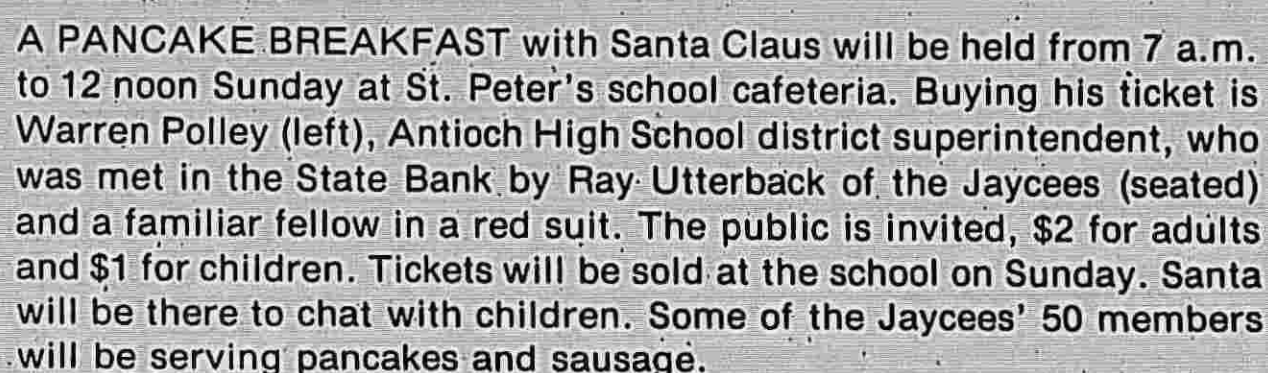 A PANCAKE BREAKFAST with Santa Claus will be held from 7 a.m.
to 12 noon Sunday at St. Peter's school cafeteria. Buying his ticket is
Warren Polley (left), Antioch High School district superintendent, who
was met in the State Bank by Ray Utterback of the Jaycees (seated)
and a familiar fellow in a red suit. The public is invited, $2 for adults
and $1 for children. Tickets will be sold at the school on Sunday. Santa
will be there to chat with children. Some of the Jaycees' 50 members
will be serving pancakes and sausage.